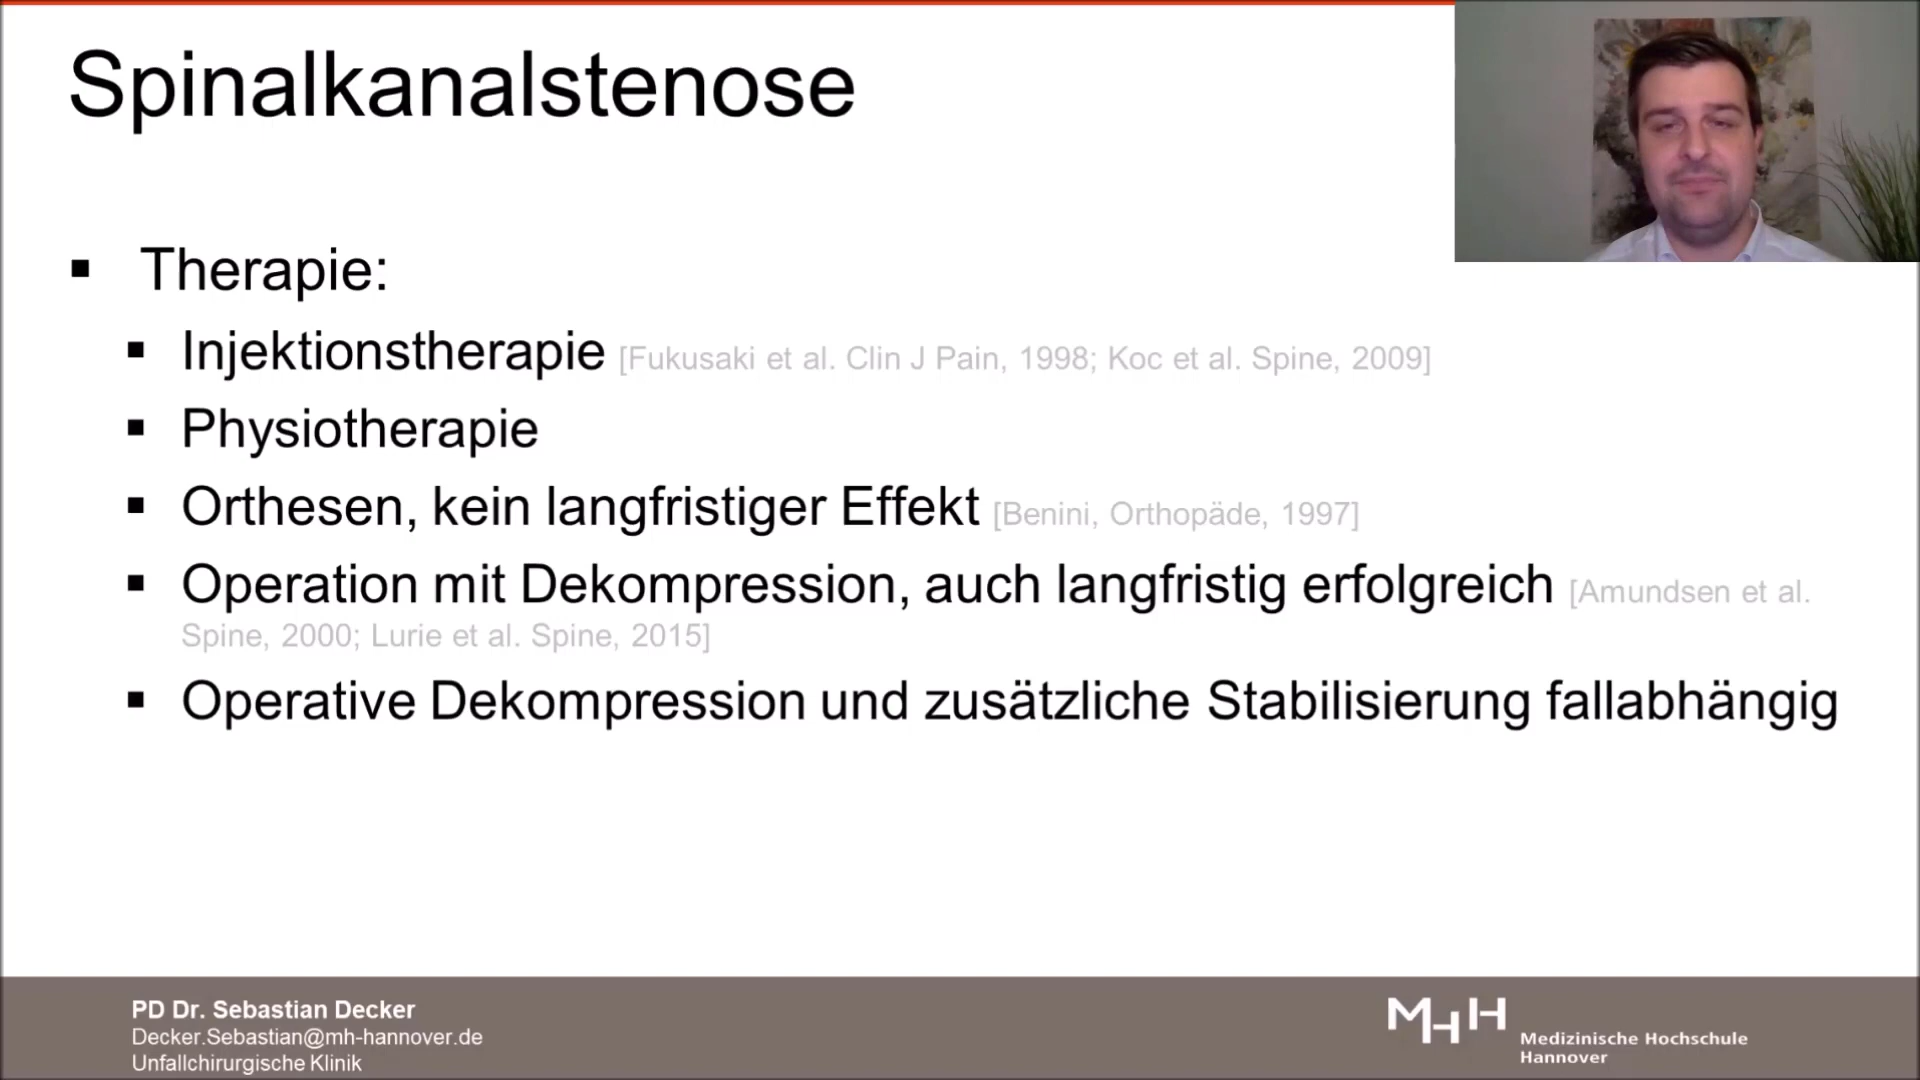 Spinalkanalstenose
▪ Therapie:
▪ Injektionstherapie [Fukusaki et al. Clin J Pain, 1998; Koc et al. Spine, 2009]
▪ Physiotherapie
▪ Orthesen, kein langfristiger Effekt [Benini, Orthopäde, 1997]
▪ Operation mit Dekompression, auch langfristig erfolgreich [Amundsen et al.
Spine, 2000; Lurie et al. Spine, 2015]
▪ Operative Dekompression und zusätzliche Stabilisierung fallabhängig
PD Dr. Sebastian Decker
Decker.Sebastian@mh-hannover.de
Unfallchirurgische Klinik
MHH
Medizinische Hochschule
Hannover